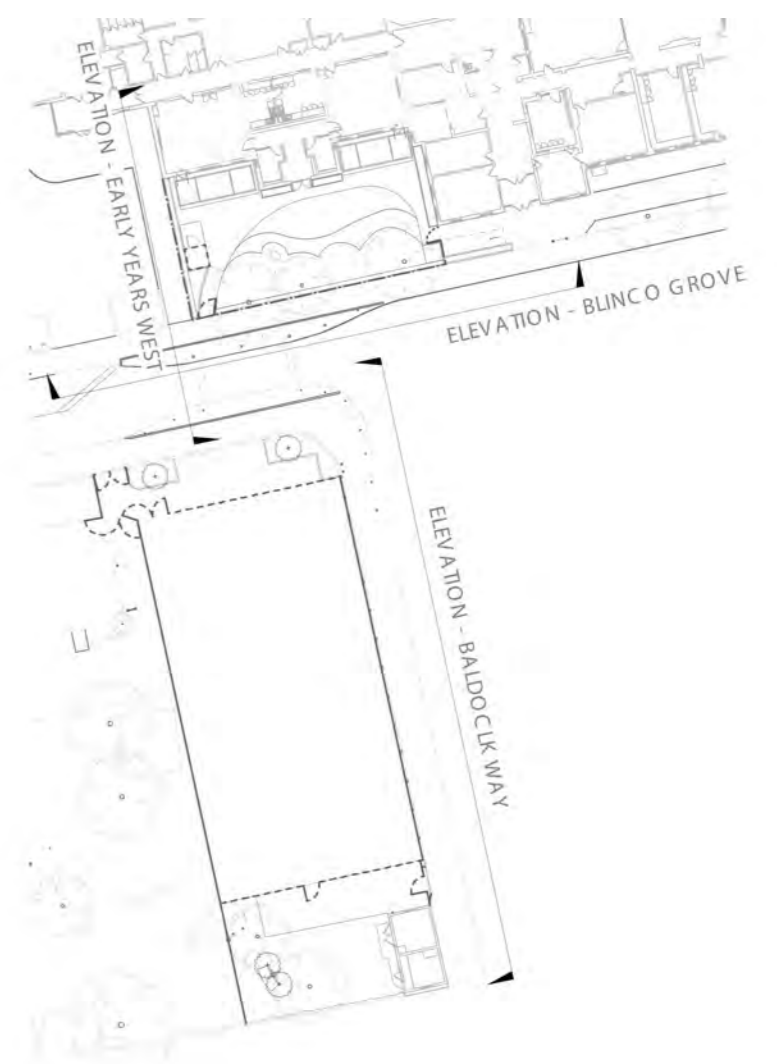 ELEVATION - EARLY YEARS WEST
ELEVATION - BLINCO GROVE
ELEVATION - BALDOCLK WAY